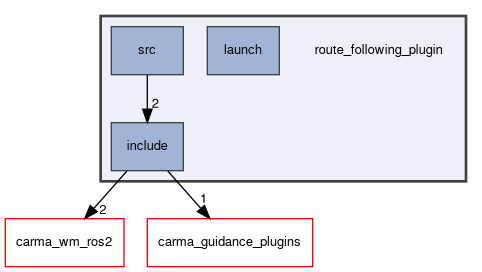 src
launch
route_following_plugin
2
include
2
1
carma_wm_ros2
carma_guidance_plugins